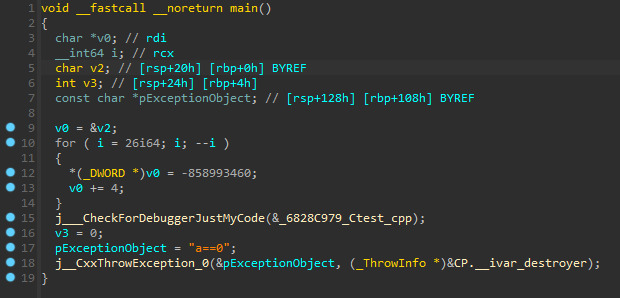 1 void __fastcall __noreturn main()
2 {
3 char *v0; // rdi
4 __int64 i; // rcx
5 char v2; // [rsp+20h] [rbp+0h] BYREF
6 int v3; // [rsp+24h] [rbp+4h]
7 const char *pExceptionObject; // [rsp+128h] [rbp+108h] BYREF
8
9 v0 = &v2;
10 for ( i = 26i64; i; --i )
11 {
12 *(_DWORD *)v0 = -858993460;
13 v0 += 4;
14 }
15 j___CheckForDebuggerJustMyCode(&_6828C979_Ctest_cpp);
16 v3 = 0;
17 pExceptionObject = "a==0";
18 j__CxxThrowException_0(&pExceptionObject, (_ThrowInfo *)&CP.__ivar_destroyer);
19 }